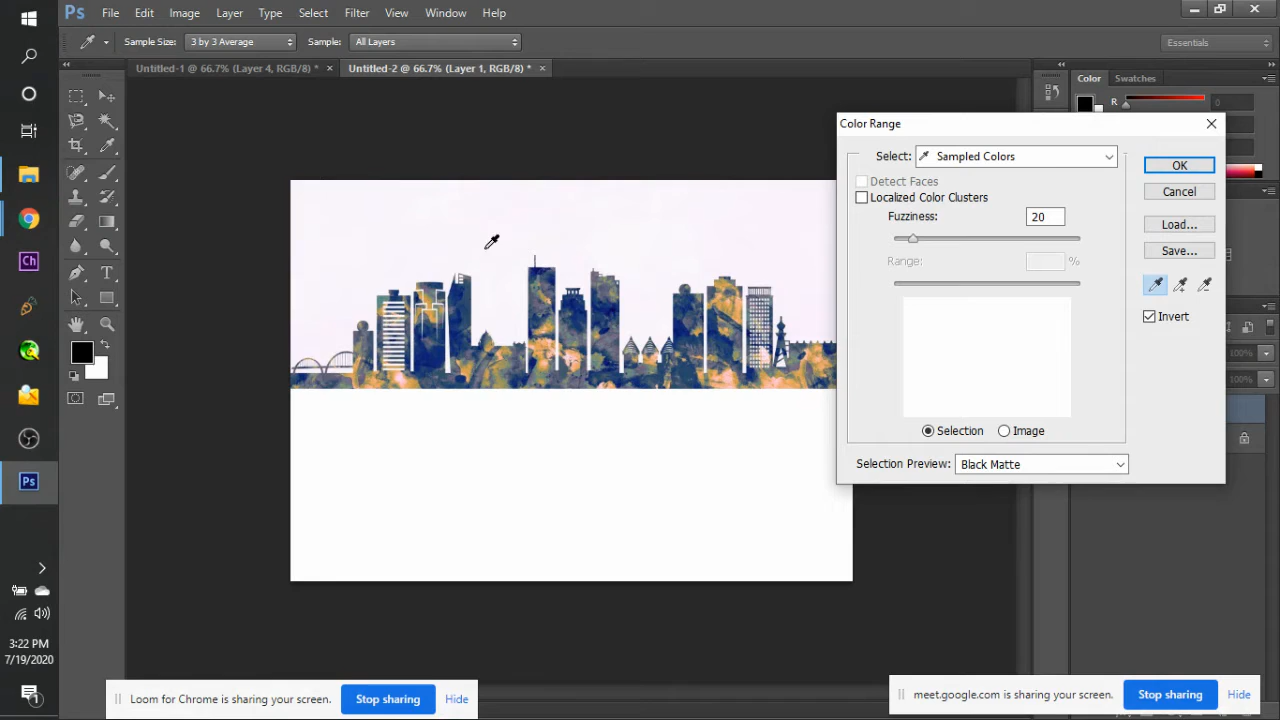 Ps File Edit Image Layer Type Select Filter View Window Help
Sample Size: 3 by 3 Average Sample: All Layers Essentials
Untitled-1 @ 66.7% (Layer 4, RGB/8) * × Untitled-2 @ 66.7% (Layer 1, RGB/8) * ×
Color Swatches
R 0
Color Range
Select: Sampled Colors
Detect Faces
Localized Color Clusters
Fuzziness: 20
Range: %
Selection Image
Selection Preview: Black Matte
OK
Cancel
Load...
Save...
Invert
100%
100%
Ch
Ps
3:22 PM
7/19/2020
1
Loom for Chrome is sharing your screen. Stop sharing Hide
meet.google.com is sharing your screen. Stop sharing Hide